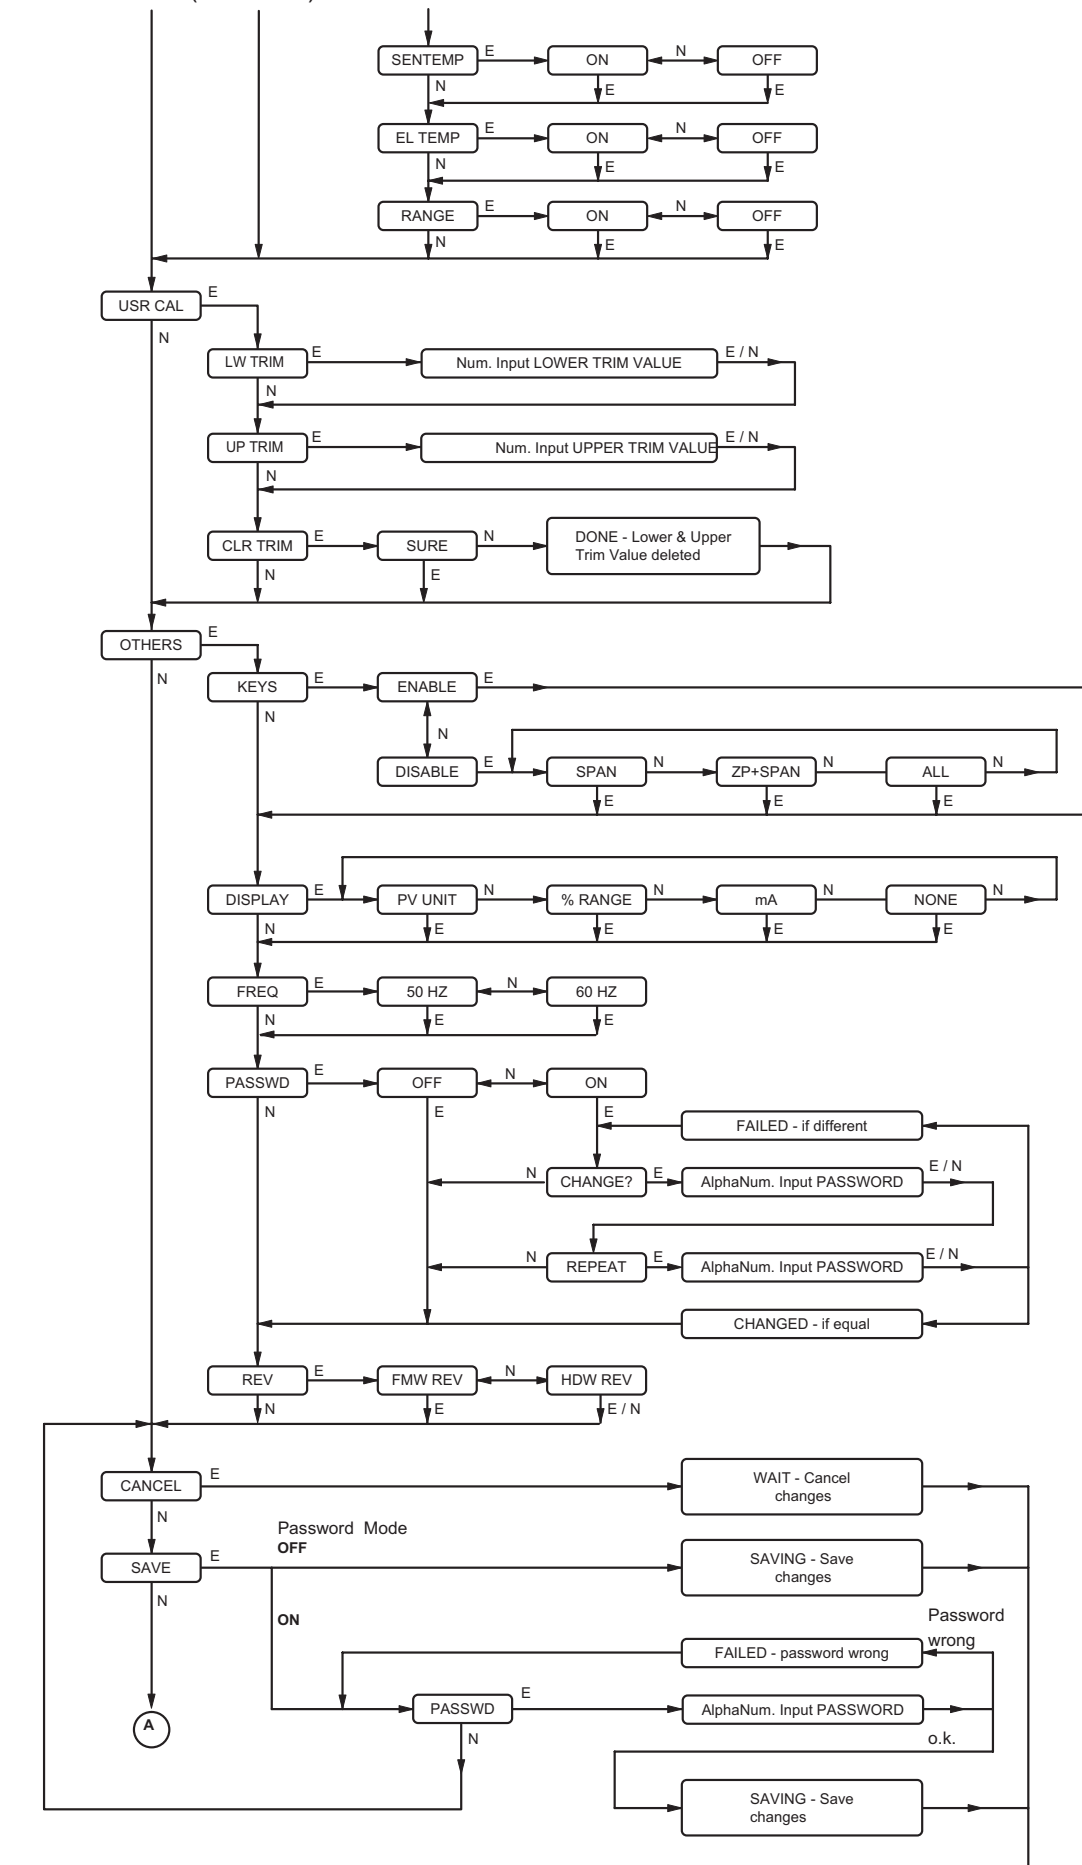 SENTEMP E ON N OFF
N E E
EL TEMP E ON N OFF
N E E
RANGE E ON N OFF
N E E
USR CAL E
N
LW TRIM E Num. Input LOWER TRIM VALUE E / N
N
UP TRIM E Num. Input UPPER TRIM VALUE E / N
N
CLR TRIM E SURE N DONE - Lower & Upper
Trim Value deleted
N E
OTHERS E
N
KEYS E ENABLE E
N
N
DISABLE E SPAN N ZP+SPAN N ALL N
E E E
DISPLAY E PV UNIT N % RANGE N mA N NONE N
N E E E E
FREQ E 50 HZ N 60 HZ
N E E
PASSWD E OFF N ON
N E E
FAILED - if different
N CHANGE? E AlphaNum. Input PASSWORD E / N
N REPEAT E AlphaNum. Input PASSWORD E / N
CHANGED - if equal
REV E FMW REV N HDW REV
N E E / N
CANCEL E WAIT - Cancel
changes
N
Password Mode
OFF
SAVE E SAVING - Save
changes
N
ON
Password
wrong
FAILED - password wrong
PASSWD E AlphaNum. Input PASSWORD
A
N o.k.
SAVING - Save
changes